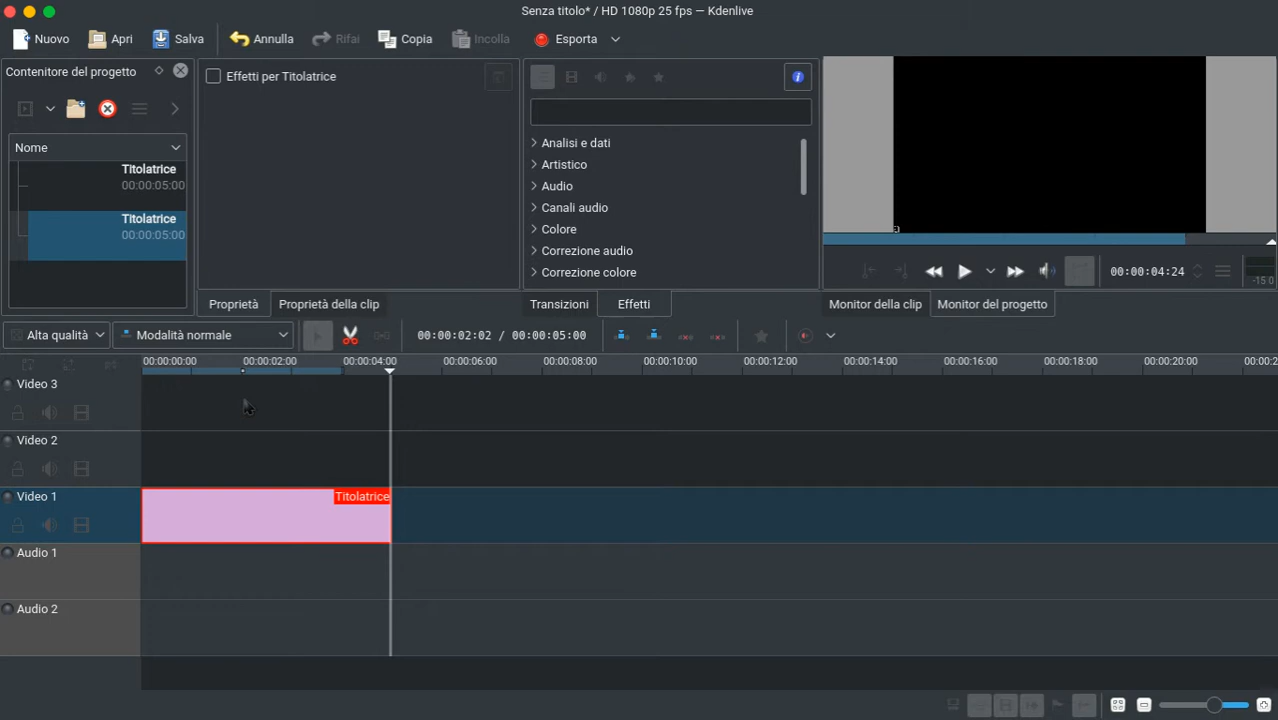 Senza titolo* / HD 1080p 25 fps — Kdenlive
Nuovo Apri Salva Annulla Rifai Copia Incolla Esporta
Contenitore del progetto
Effetti per Titolatrice
Nome
Titolatrice
00:00:05:00
Titolatrice
00:00:05:00
Analisi e dati
Artistico
Audio
Canali audio
Colore
Correzione audio
Correzione colore
00:00:04:24
-15 0
Proprietà Proprietà della clip Transizioni Effetti Monitor della clip Monitor del progetto
Alta qualità Modalità normale 00:00:02:02 / 00:00:05:00
00:00:00:00 00:00:02:00 00:00:04:00 00:00:06:00 00:00:08:00 00:00:10:00 00:00:12:00 00:00:14:00 00:00:16:00 00:00:18:00 00:00:20:00 00:00:2
Video 3
Video 2
Video 1
Titolatrice
Audio 1
Audio 2